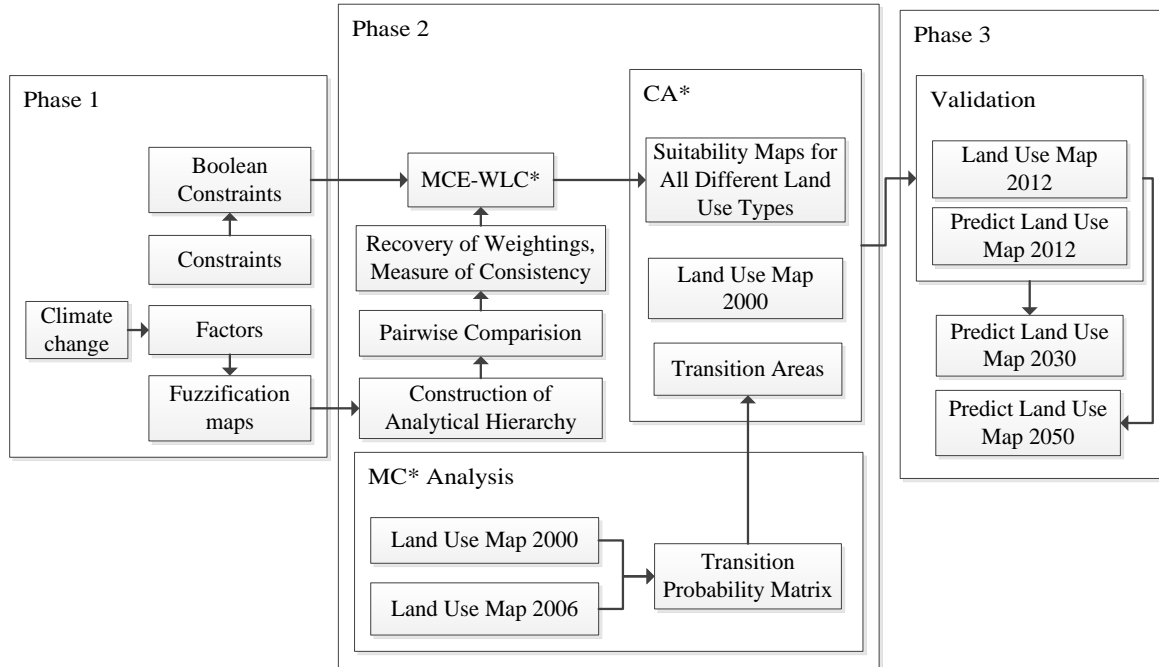 Phase 1
Boolean
Constraints
Constraints
Climate
change
Factors
Fuzzification
maps
Phase 2
MCE-WLC*
Recovery of Weightings,
Measure of Consistency
Pairwise Comparision
Construction of
Analytical Hierarchy
CA*
Suitability Maps for
All Different Land
Use Types
Land Use Map
2000
Transition Areas
MC* Analysis
Land Use Map 2000
Land Use Map 2006
Transition
Probability Matrix
Phase 3
Validation
Land Use Map
2012
Predict Land Use
Map 2012
Predict Land Use
Map 2030
Predict Land Use
Map 2050